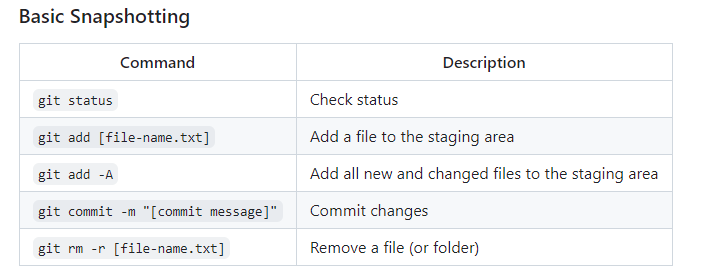 Basic Snapshotting
Command Description
git status Check status
git add [file-name.txt] Add a file to the staging area
git add -A Add all new and changed files to the staging area
git commit -m "[commit message]" Commit changes
git rm -r [file-name.txt] Remove a file (or folder)